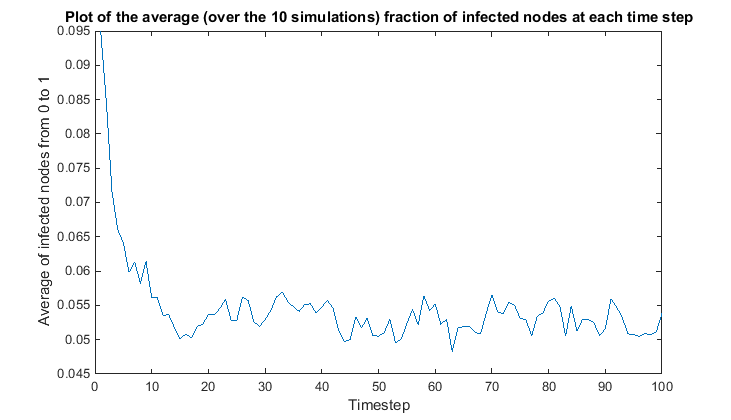 Plot of the average (over the 10 simulations) fraction of infected nodes at each time step
0.095
0.09
0.085
0.08
0.075
0.07
0.065
0.06
0.055
0.05
0.045
Average of infected nodes from 0 to 1
0 10 20 30 40 50 60 70 80 90 100
Timestep